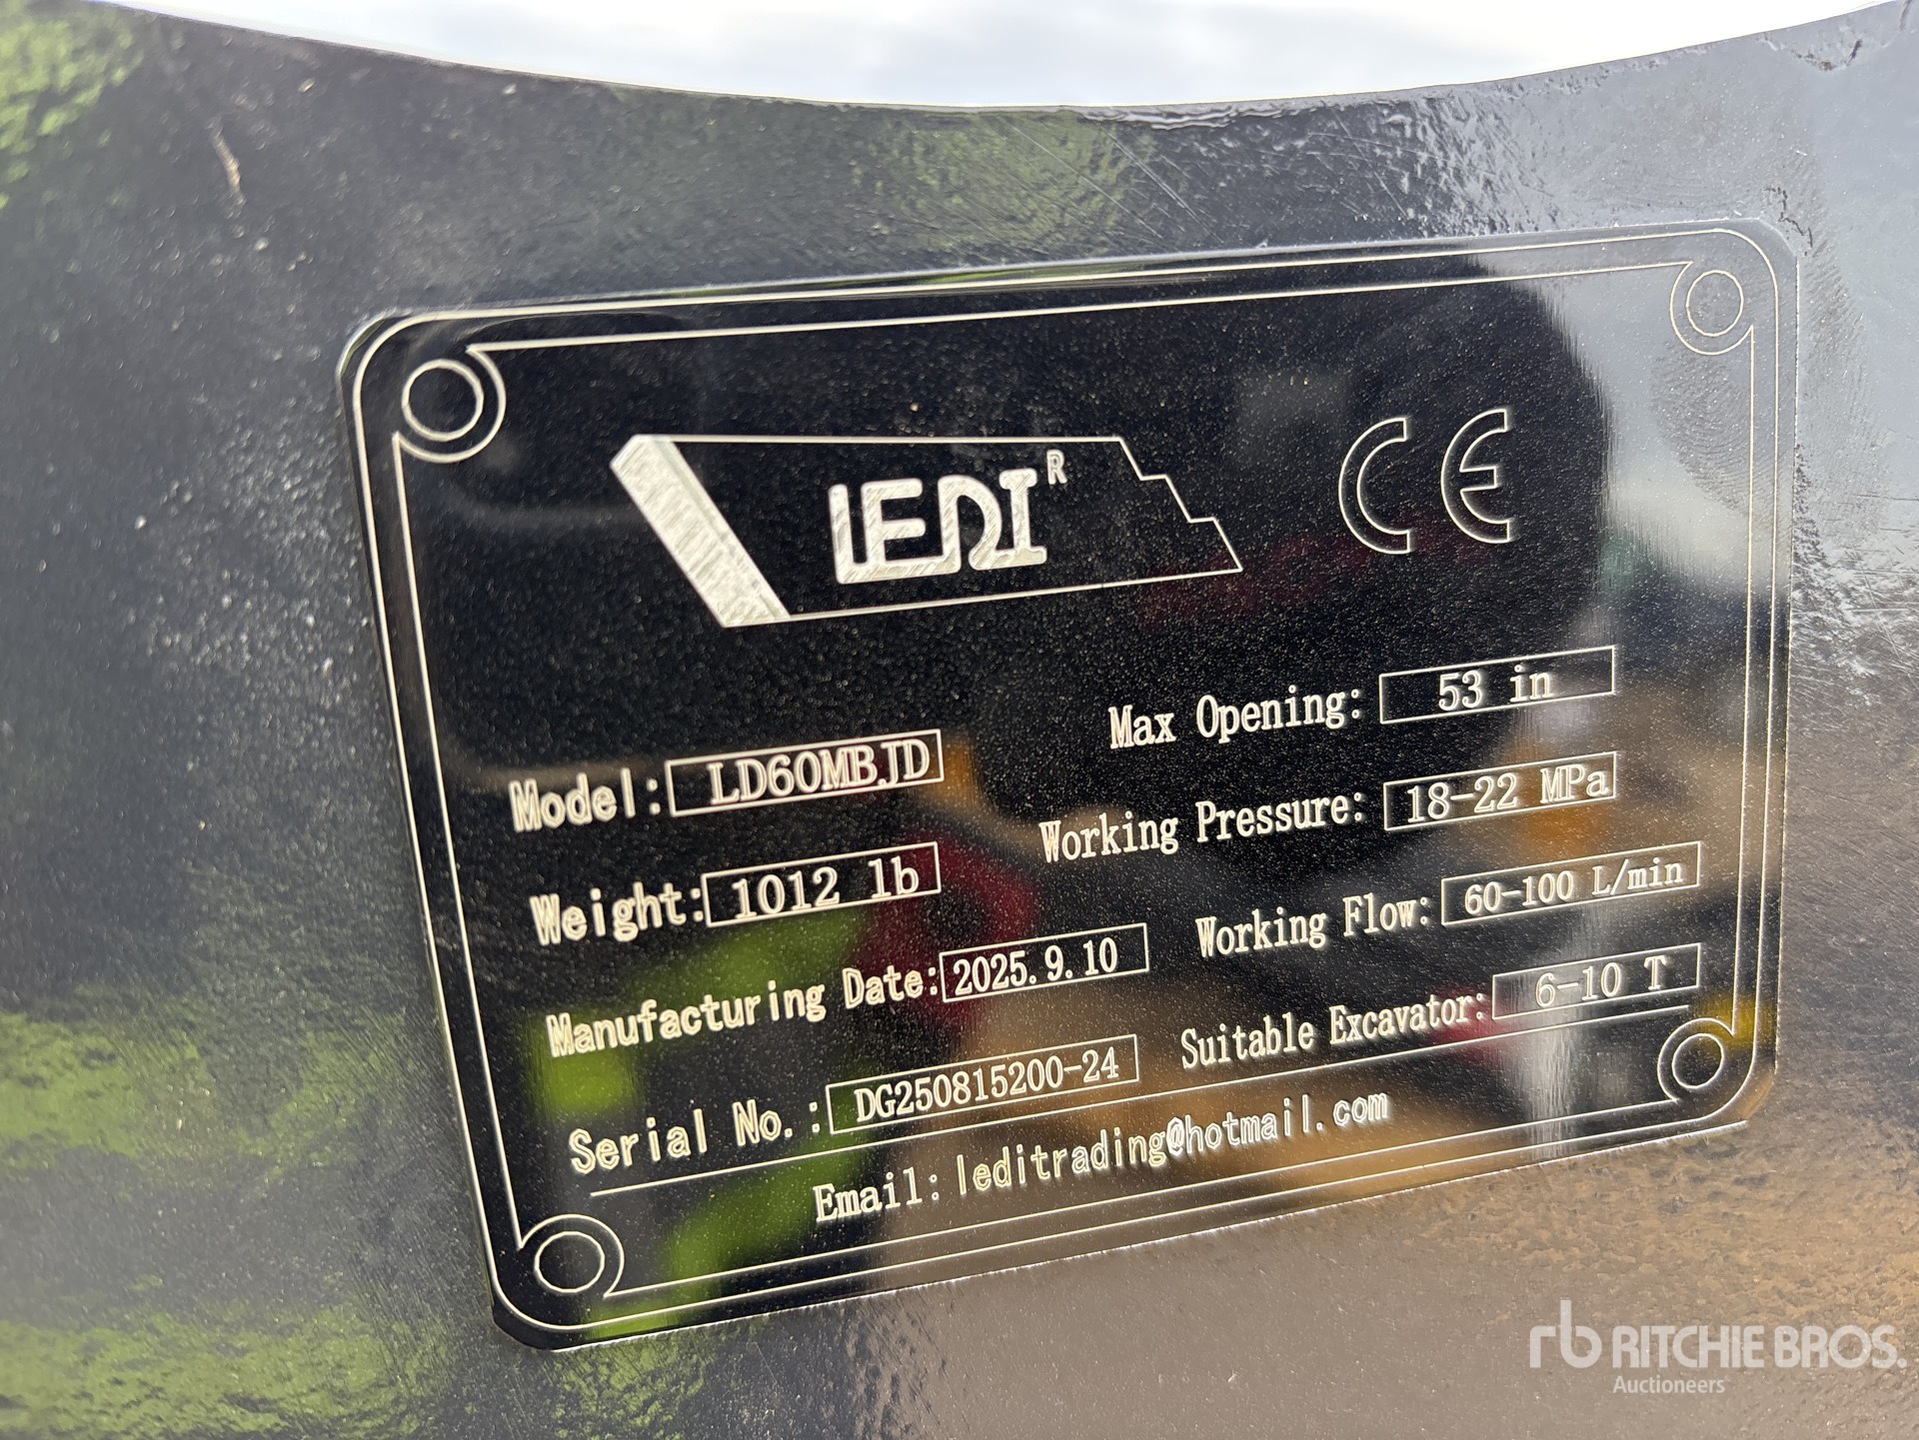 LEDI R
CE
Max Opening: 53 in
Model: LD60MBJD
Working Pressure: 18-22 MPa
Weight: 1012 lb
Working Flow: 60-100 L/min
Manufacturing Date: 2025.9.10
Suitable Excavator: 6-10 T
Serial No.: DG250815200-24
Email: leditrading@hotmail.com
rb RITCHIE BROS.
Auctioneers